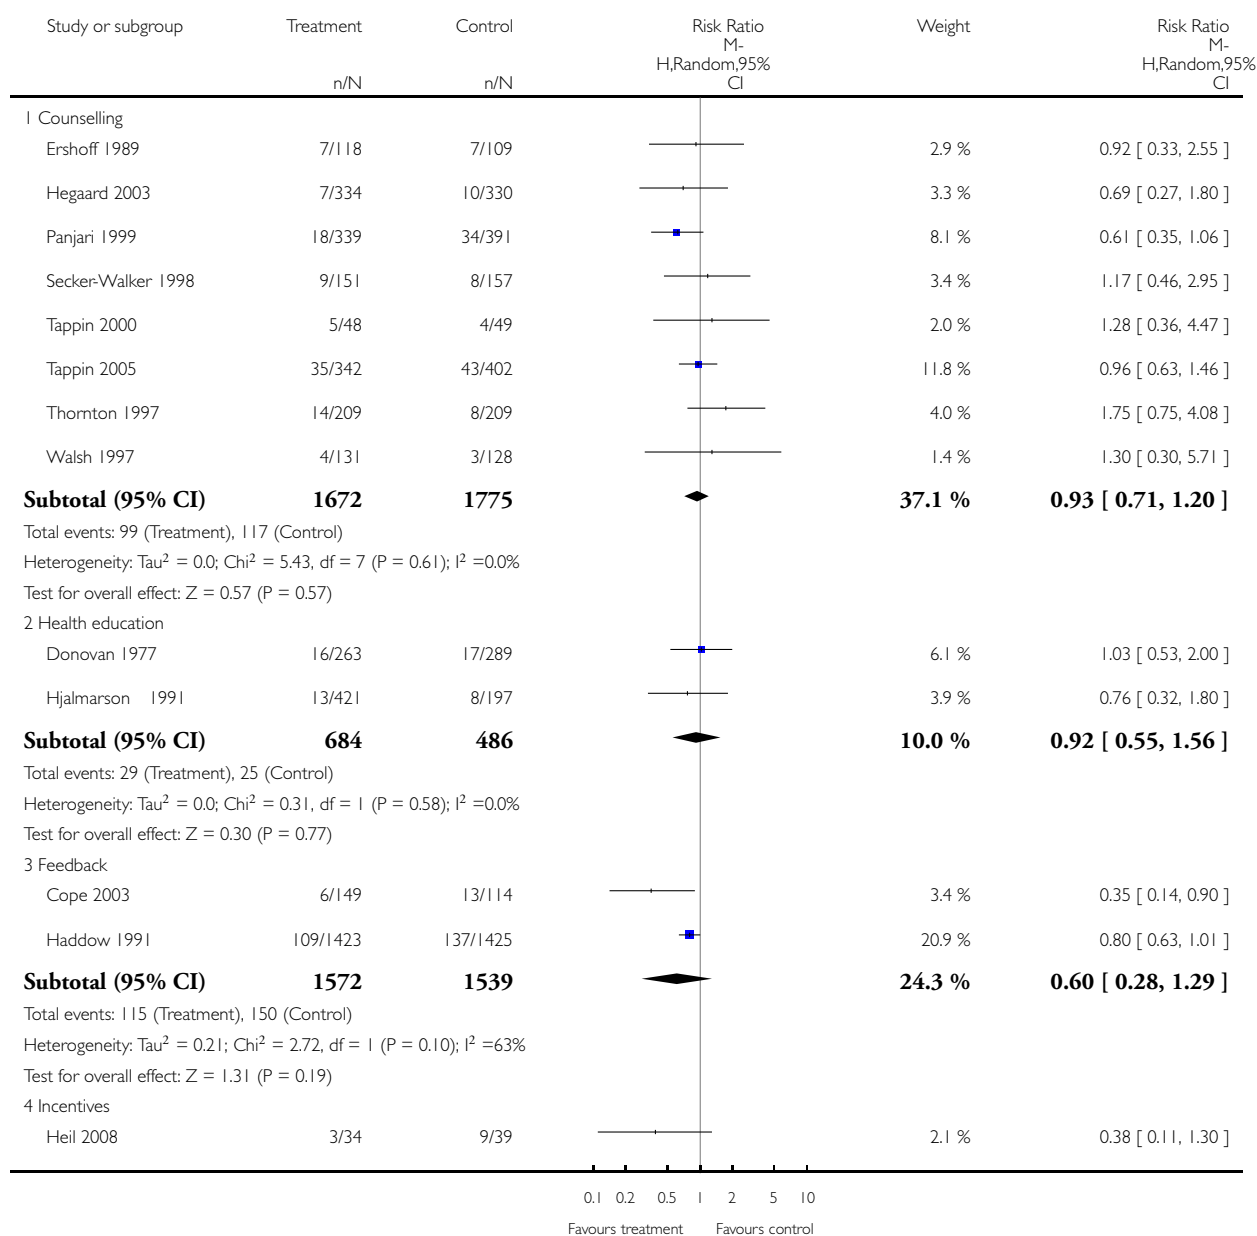 Study or subgroup Treatment Control Risk Ratio Weight Risk Ratio
M- M-
H,Random,95% H,Random,95%
n/N n/N CI CI
1 Counselling
Ershoff 1989 7/118 7/109 2.9 % 0.92 [ 0.33, 2.55 ]
Hegaard 2003 7/334 10/330 3.3 % 0.69 [ 0.27, 1.80 ]
Panjari 1999 18/339 34/391 8.1 % 0.61 [ 0.35, 1.06 ]
Secker-Walker 1998 9/151 8/157 3.4 % 1.17 [ 0.46, 2.95 ]
Tappin 2000 5/48 4/49 2.0 % 1.28 [ 0.36, 4.47 ]
Tappin 2005 35/342 43/402 11.8 % 0.96 [ 0.63, 1.46 ]
Thornton 1997 14/209 8/209 4.0 % 1.75 [ 0.75, 4.08 ]
Walsh 1997 4/131 3/128 1.4 % 1.30 [ 0.30, 5.71 ]
Subtotal (95% CI) 1672 1775 37.1 % 0.93 [ 0.71, 1.20 ]
Total events: 99 (Treatment), 117 (Control)
Heterogeneity: Tau² = 0.0; Chi² = 5.43, df = 7 (P = 0.61); I² =0.0%
Test for overall effect: Z = 0.57 (P = 0.57)
2 Health education
Donovan 1977 16/263 17/289 6.1 % 1.03 [ 0.53, 2.00 ]
Hjalmarson 1991 13/421 8/197 3.9 % 0.76 [ 0.32, 1.80 ]
Subtotal (95% CI) 684 486 10.0 % 0.92 [ 0.55, 1.56 ]
Total events: 29 (Treatment), 25 (Control)
Heterogeneity: Tau² = 0.0; Chi² = 0.31, df = 1 (P = 0.58); I² =0.0%
Test for overall effect: Z = 0.30 (P = 0.77)
3 Feedback
Cope 2003 6/149 13/114 3.4 % 0.35 [ 0.14, 0.90 ]
Haddow 1991 109/1423 137/1425 20.9 % 0.80 [ 0.63, 1.01 ]
Subtotal (95% CI) 1572 1539 24.3 % 0.60 [ 0.28, 1.29 ]
Total events: 115 (Treatment), 150 (Control)
Heterogeneity: Tau² = 0.21; Chi² = 2.72, df = 1 (P = 0.10); I² =63%
Test for overall effect: Z = 1.31 (P = 0.19)
4 Incentives
Heil 2008 3/34 9/39 2.1 % 0.38 [ 0.11, 1.30 ]
0.1 0.2 0.5 1 2 5 10
Favours treatment Favours control